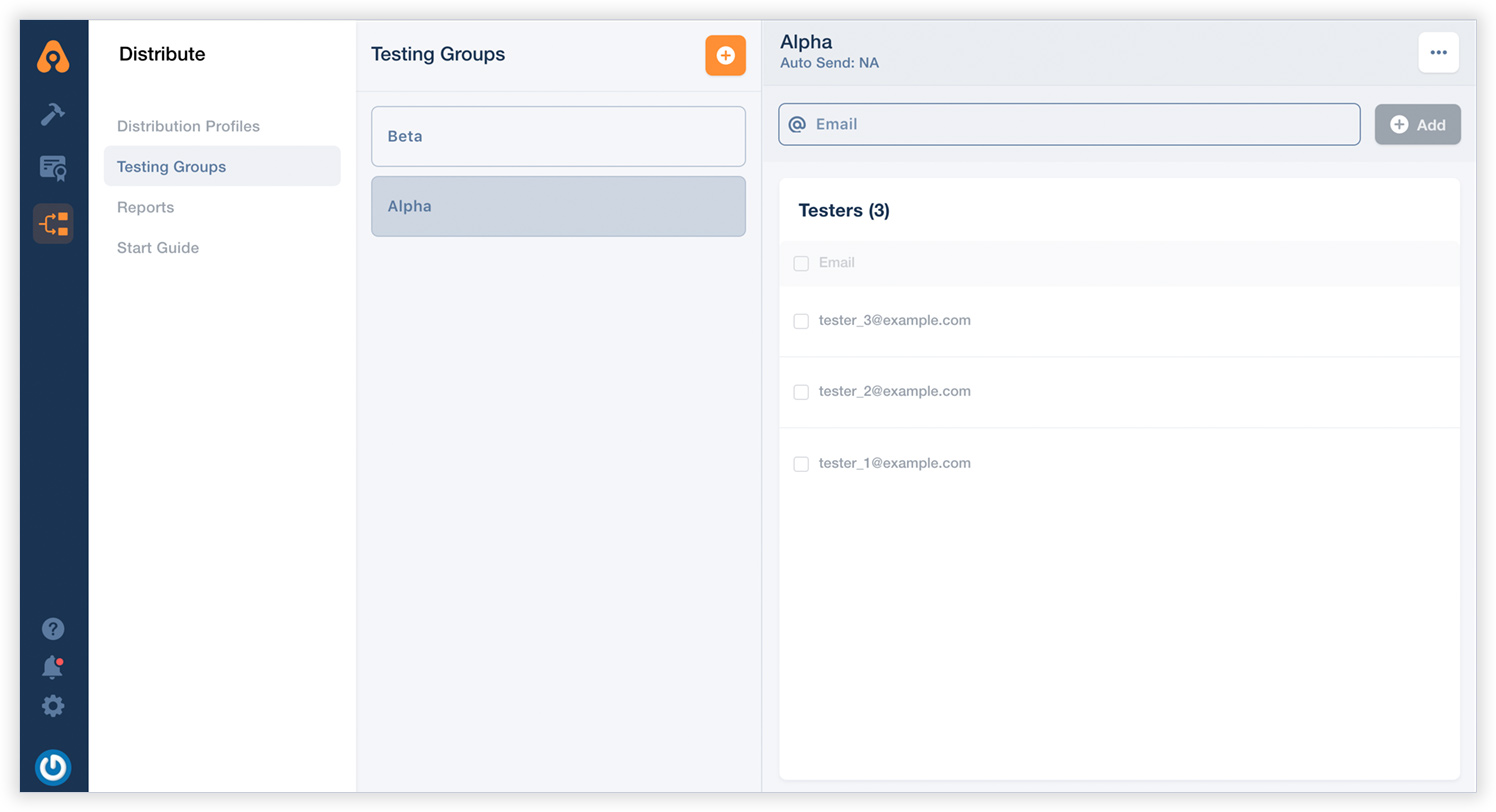 Distribute
Distribution Profiles
Testing Groups
Reports
Start Guide
Testing Groups
Beta
Alpha
Alpha
Auto Send: NA
Email
Add
Testers (3)
Email
tester_3@example.com
tester_2@example.com
tester_1@example.com